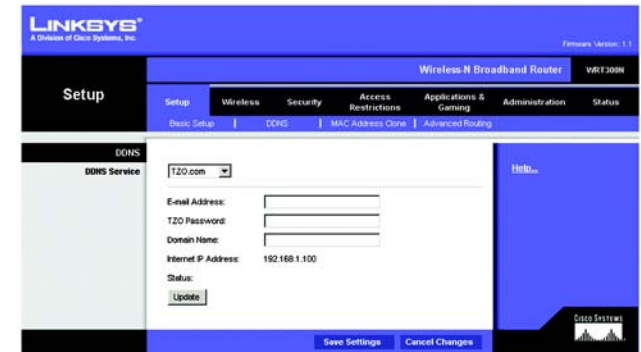 LINKSYS®
A Division of Cisco Systems, Inc.
Firmware Version: 1.1
Wireless-N Broadband Router WRT300N
Setup
Setup Wireless Security Access Restrictions Applications & Gaming Administration Status
Basic Setup | DDNS | MAC Address Clone | Advanced Routing
DDNS
DDNS Service
TZO.com
Help...
E-mail Address:
TZO Password:
Domain Name:
Internet IP Address: 192.168.1.100
Status:
Update
Save Settings Cancel Changes
CISCO SYSTEMS